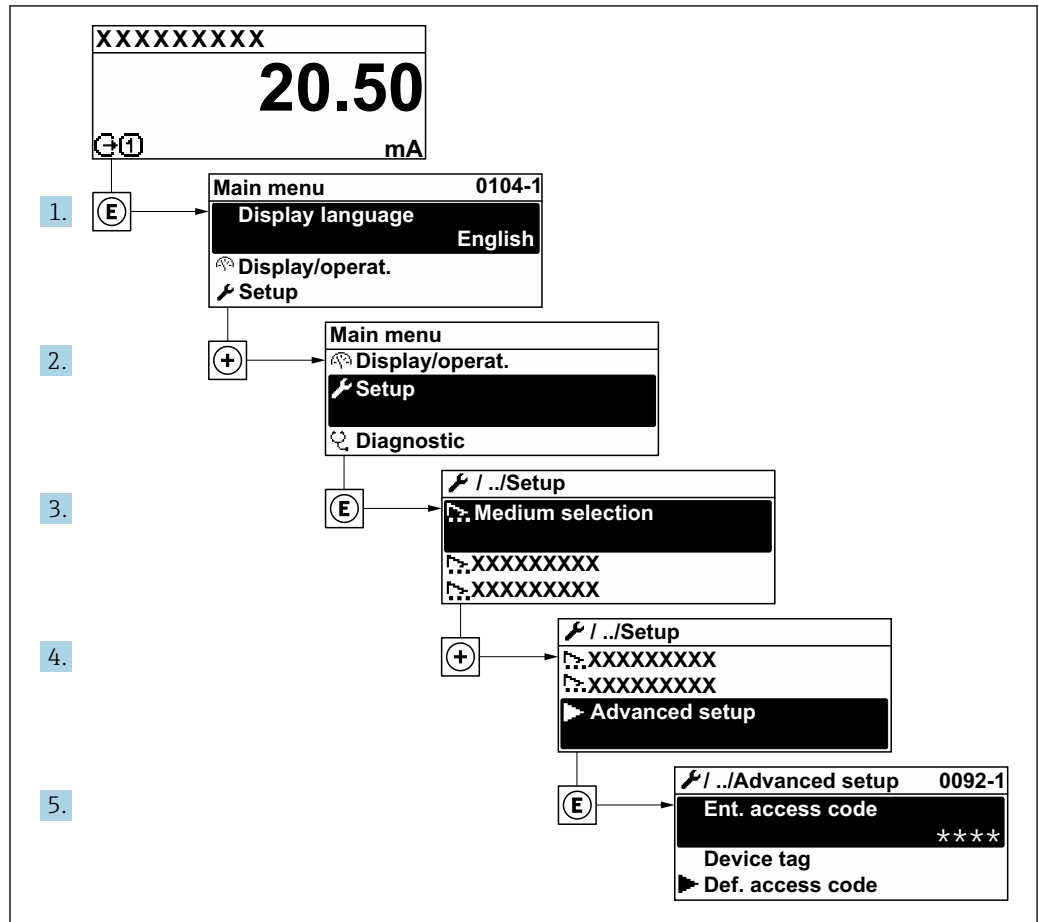 XXXXXXXXX
20.50
1 mA
1. E
Main menu 0104-1
Display language
English
Display/operat.
Setup
2. +
Main menu
Display/operat.
Setup
Diagnostic
3. E
/ ../Setup
Medium selection
XXXXXXXXX
XXXXXXXXX
4. +
/ ../Setup
XXXXXXXXX
XXXXXXXXX
Advanced setup
5. E
/ ../Advanced setup 0092-1
Ent. access code
****
Device tag
Def. access code